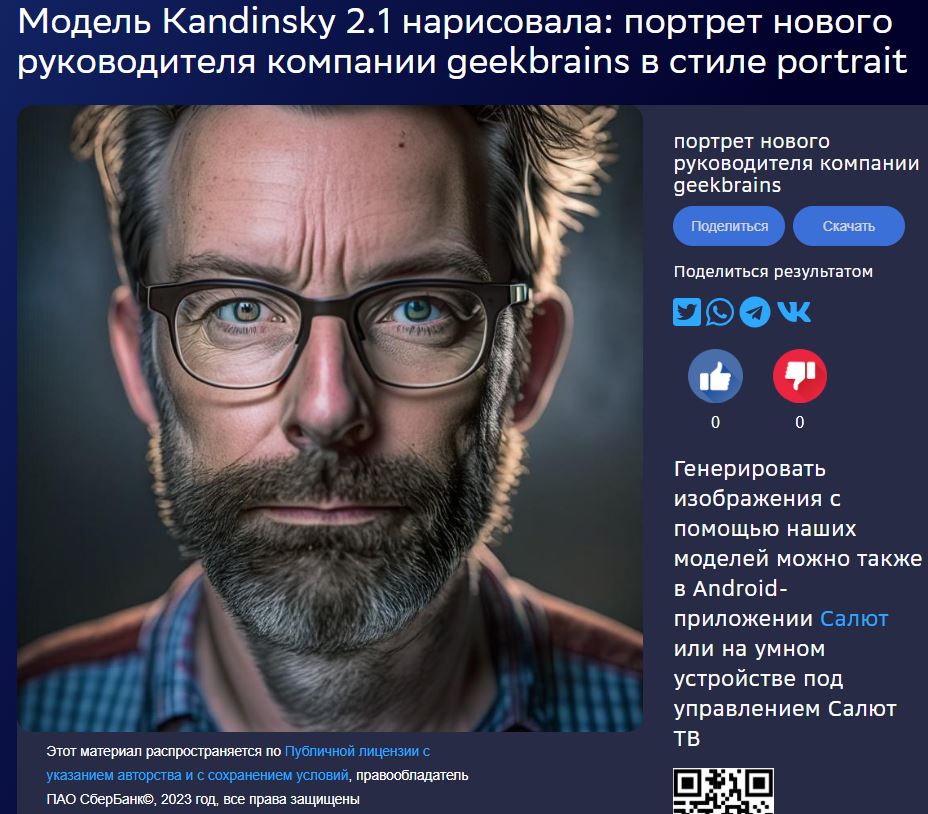 Модель Kandinsky 2.1 нарисовала: портрет нового
руководителя компании geekbrains в стиле portrait
портрет нового
руководителя компании
geekbrains
Поделиться
Скачать
Поделиться результатом
0
0
Генерировать
изображения с
помощью наших
моделей можно также
в Android-
приложении Салют
или на умном
устройстве под
управлением Салют
ТВ
Этот материал распространяется по Публичной лицензии с
указанием авторства и с сохранением условий, правообладатель
ПАО СберБанк©, 2023 год, все права защищены